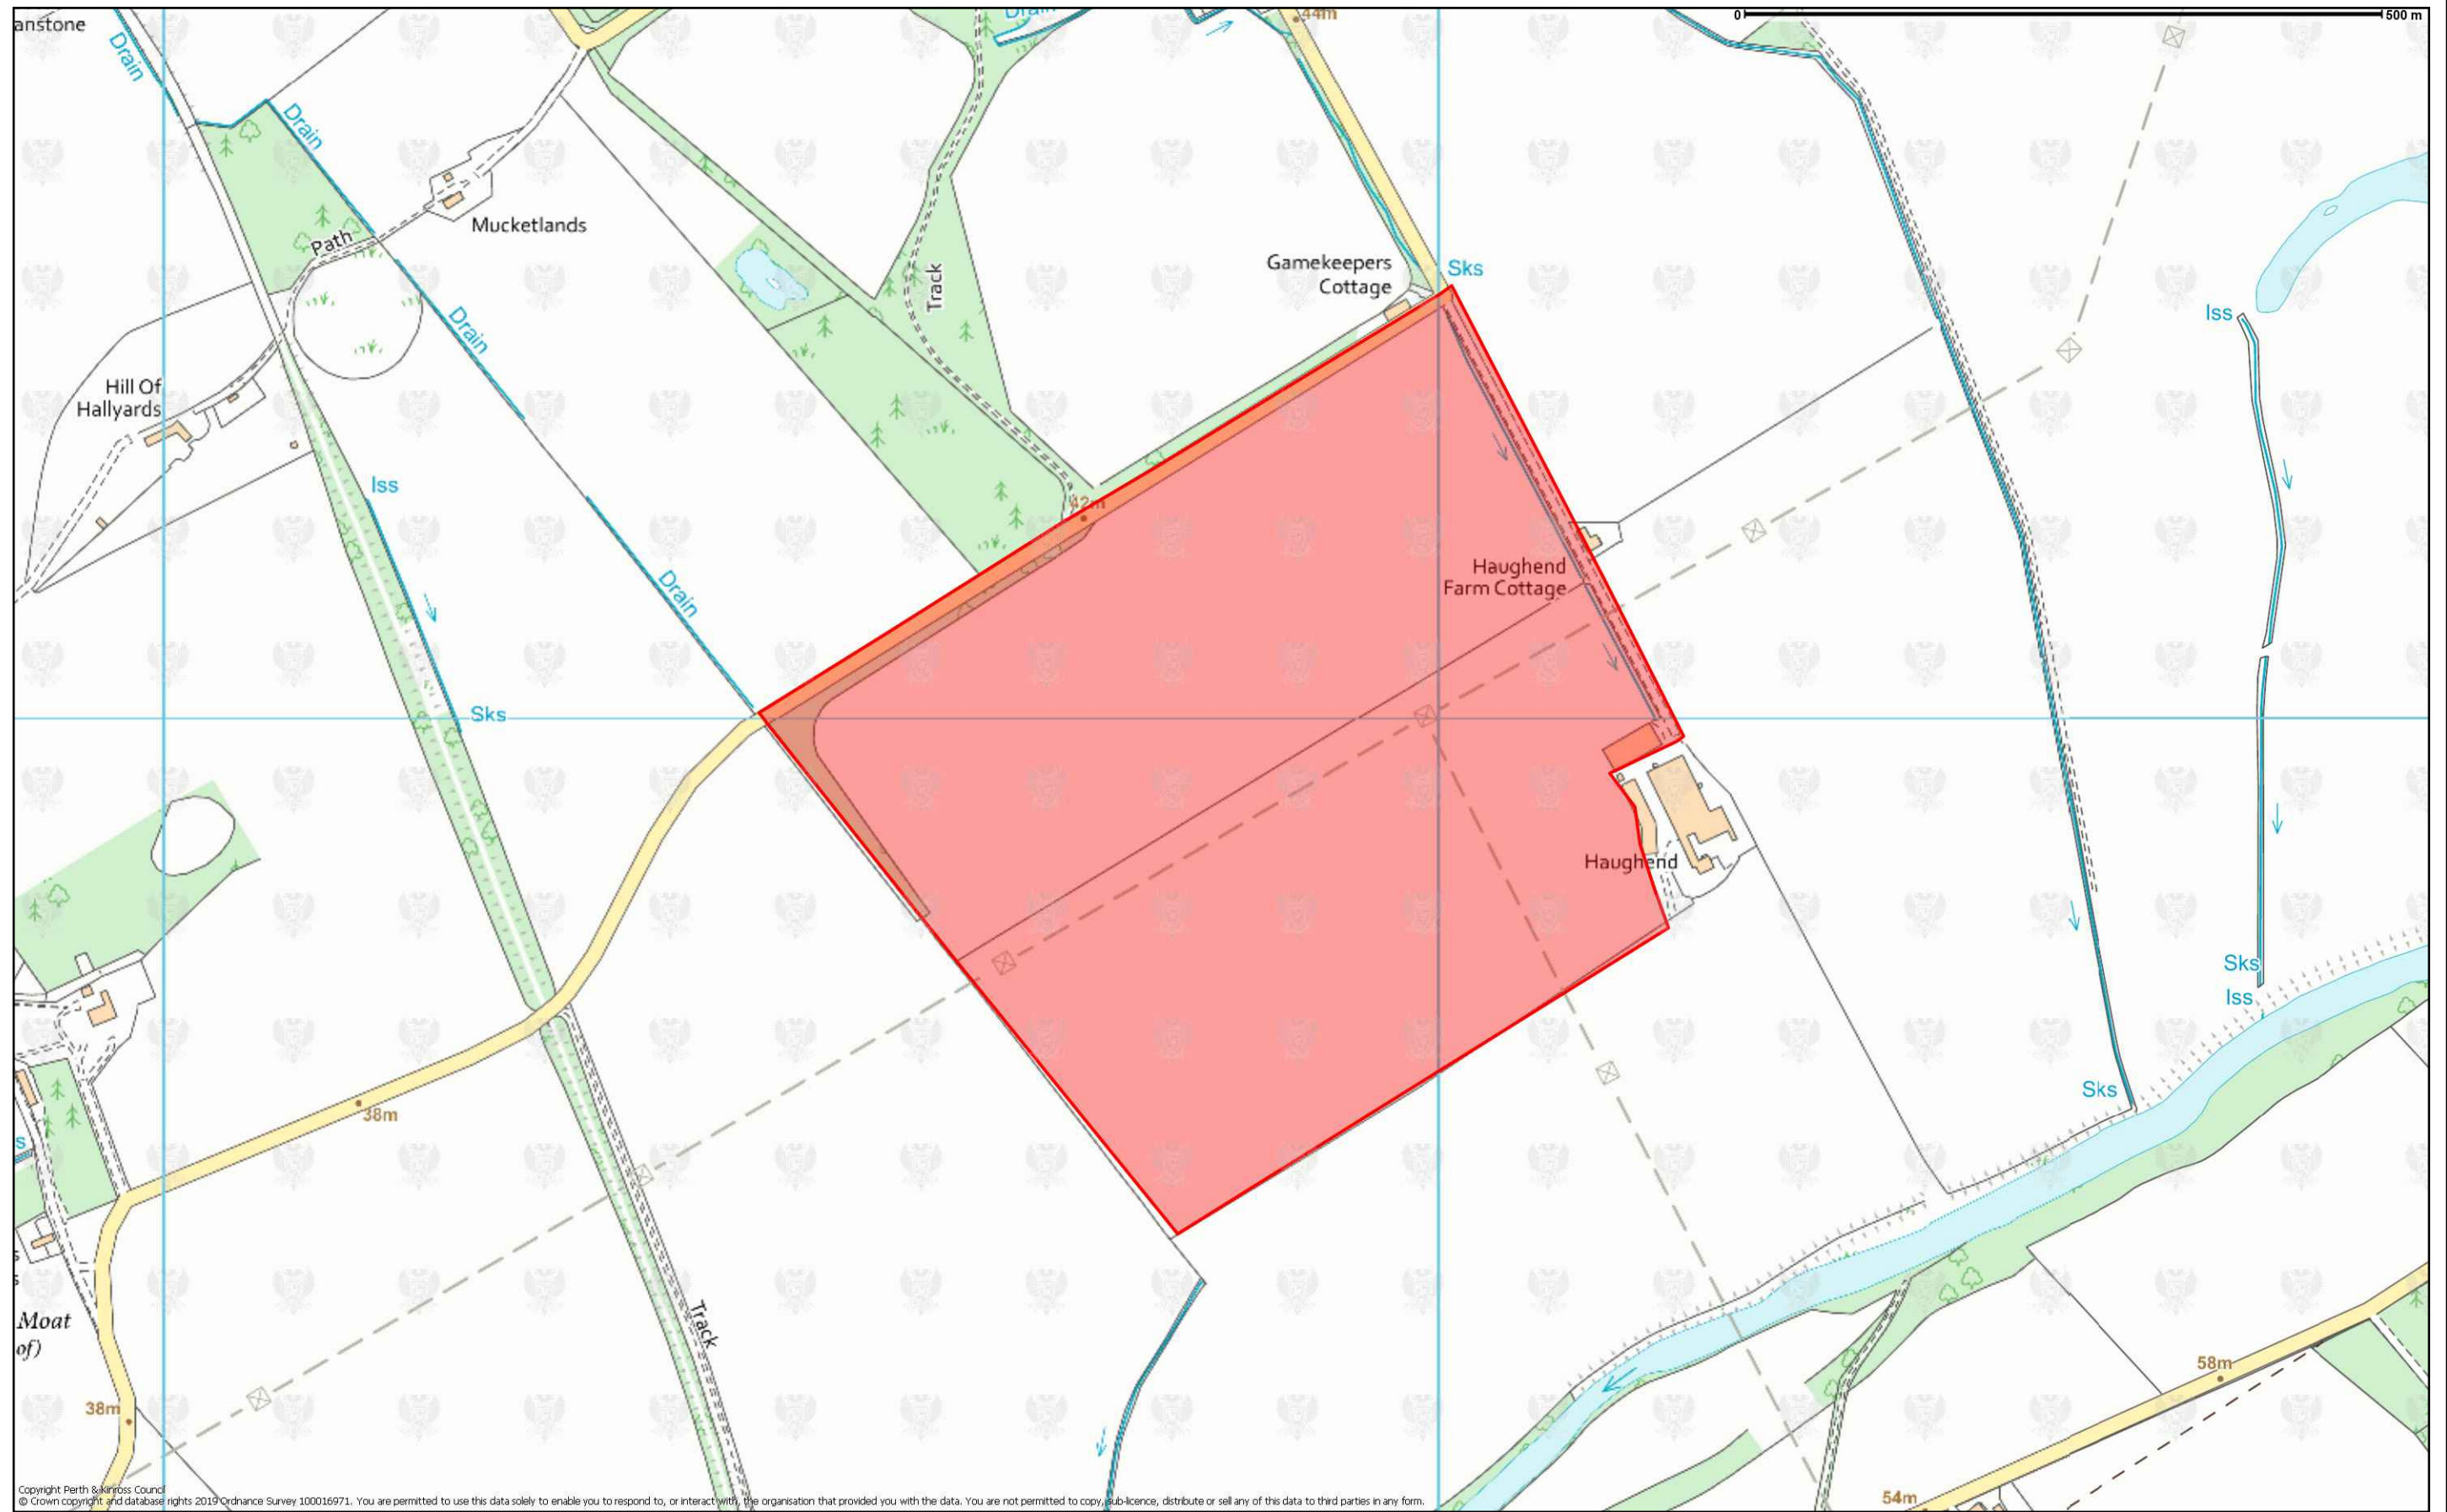 anstone
Drain
44m
0
500 m
Drain
Drain
Path
Mucketlands
Gamekeepers
Cottage
Sks
Track
Iss
Drain
Hill Of
Hallyards
Iss
42m
Haughend
Farm Cottage
Drain
Sks
Haughend
Sks
Iss
Sks
38m
s
Track
Moat
of)
58m
38m
54m
Copyright Perth & Kinross Council
© Crown copyright and database rights 2019 Ordnance Survey 100016971. You are permitted to use this data solely to enable you to respond to, or interact with, the organisation that provided you with the data. You are not permitted to copy, sub-licence, distribute or sell any of this data to third parties in any form.